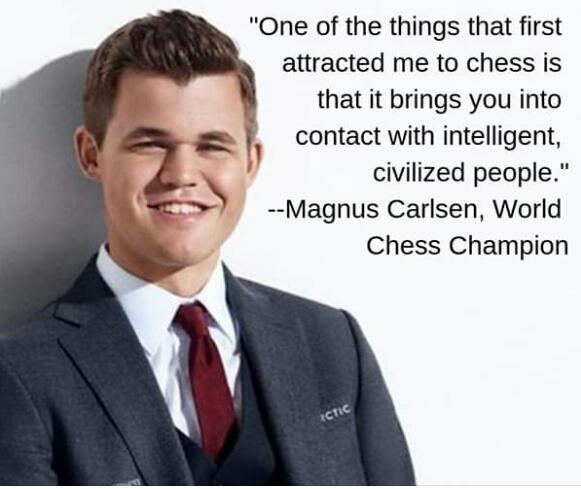 "One of the things that first
attracted me to chess is
that it brings you into
contact with intelligent,
civilized people."
--Magnus Carlsen, World
Chess Champion